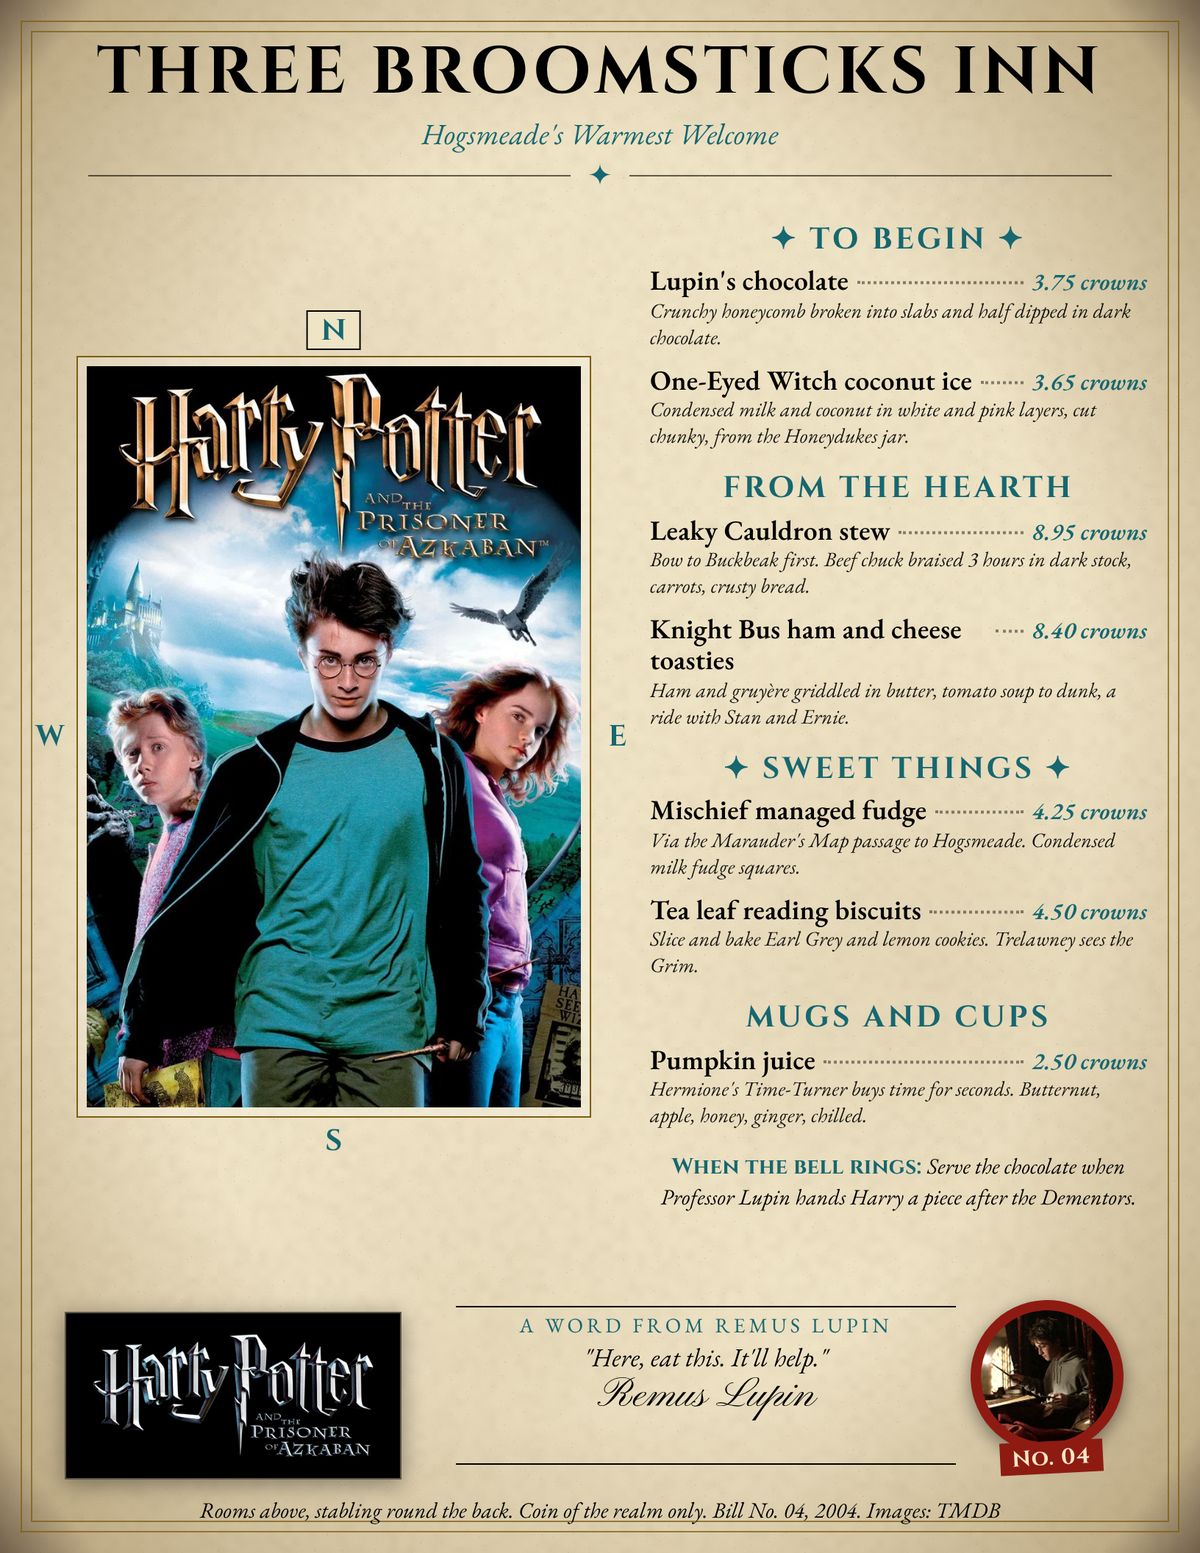 THREE BROOMSTICKS INN
Hogsmeade's Warmest Welcome
N
W
E
S
Harry Potter
AND THE
PRISONER
OF AZKABAN™
✦ TO BEGIN ✦
Lupin's chocolate 3.75 crowns
Crunchy honeycomb broken into slabs and half dipped in dark
chocolate.
One-Eyed Witch coconut ice 3.65 crowns
Condensed milk and coconut in white and pink layers, cut
chunky, from the Honeydukes jar.
FROM THE HEARTH
Leaky Cauldron stew 8.95 crowns
Bow to Buckbeak first. Beef chuck braised 3 hours in dark stock,
carrots, crusty bread.
Knight Bus ham and cheese 8.40 crowns
toasties
Ham and gruyère griddled in butter, tomato soup to dunk, a
ride with Stan and Ernie.
✦ SWEET THINGS ✦
Mischief managed fudge 4.25 crowns
Via the Marauder's Map passage to Hogsmeade. Condensed
milk fudge squares.
Tea leaf reading biscuits 4.50 crowns
Slice and bake Earl Grey and lemon cookies. Trelawney sees the
Grim.
MUGS AND CUPS
Pumpkin juice 2.50 crowns
Hermione's Time-Turner buys time for seconds. Butternut,
apple, honey, ginger, chilled.
WHEN THE BELL RINGS: Serve the chocolate when
Professor Lupin hands Harry a piece after the Dementors.
Harry Potter
AND THE
PRISONER
OF AZKABAN
A WORD FROM REMUS LUPIN
"Here, eat this. It'll help."
Remus Lupin
NO. 04
Rooms above, stabling round the back. Coin of the realm only. Bill No. 04, 2004. Images: TMDB